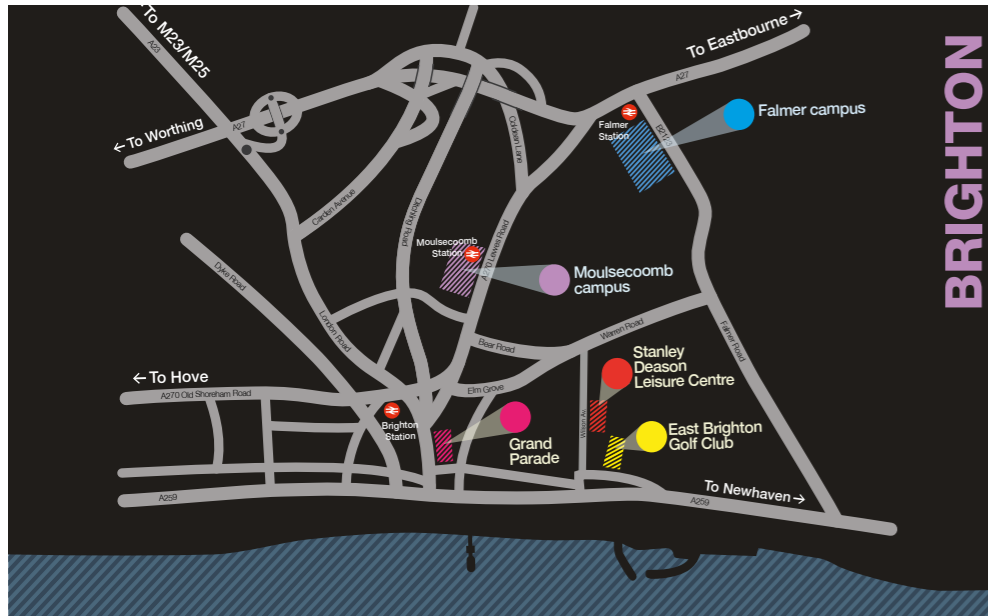 To M23/M25
A23
To Eastbourne →
A27
← To Worthing
A27
Falmer
Station
B2123
Falmer campus
BRIGHTON
Coldean Lane
Carden Avenue
Ditchling Road
Moulsecoomb
Station
A270 Lewes Road
Moulsecoomb
campus
Dyke Road
London Road
Bear Road
Warren Road
Falmer Road
Stanley
Deason
Leisure Centre
← To Hove
A270 Old Shoreham Road
Elm Grove
Brighton
Station
Grand
Parade
Wilson Av.
East Brighton
Golf Club
To Newhaven →
A259
A259